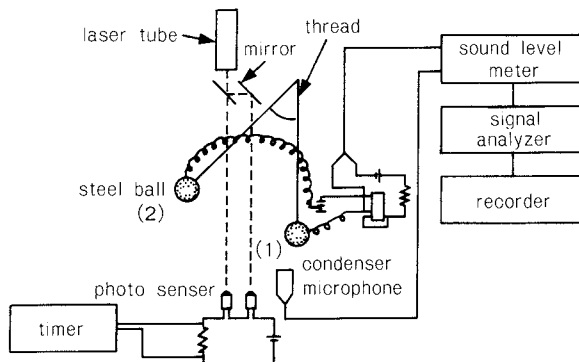 laser tube
mirror
thread
sound level
meter
signal
analyzer
recorder
steel ball
(2)
(1)
condenser
microphone
photo senser
timer